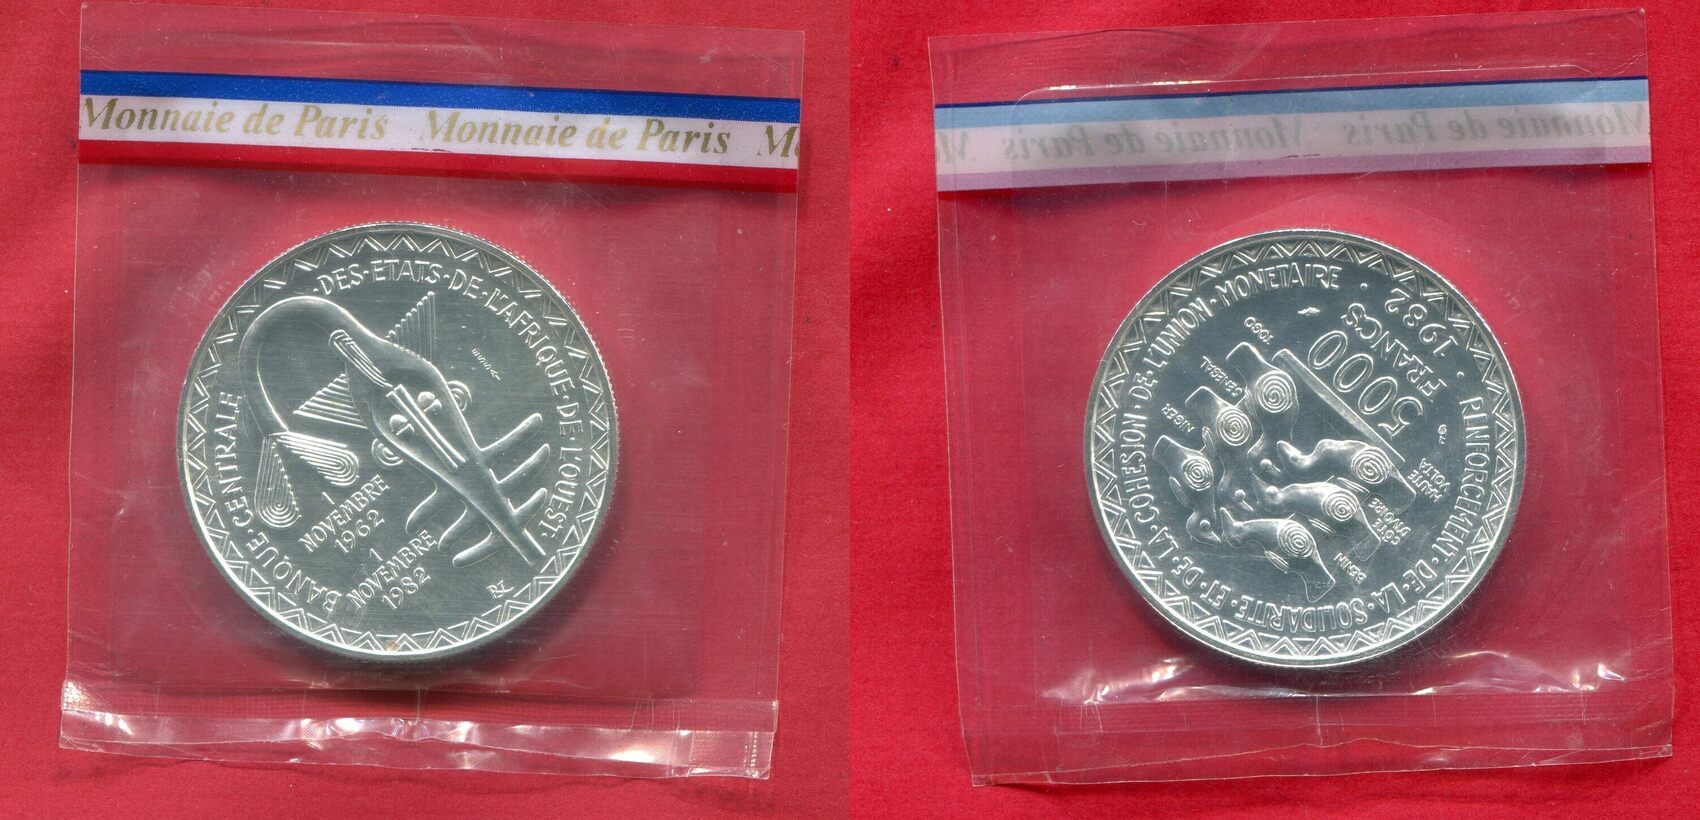 Monnaie de Paris Monnaie de Paris M
BANQUE·CENTRALE·DES·ETATS·DE·L'AFRIQUE·DE·L'OUEST·
1
NOVEMBRE
1962
1
NOVEMBRE
1982
Monnaie de Paris Monnaie de Paris M
RENFORCEMENT·DE·LA·SOLIDARITE·ET·DE·LA·COHESION·DE·L'UNION·MONETAIRE·
1982·
5000
FRANCS
TOGO
SENEGAL
NIGER
HAUTE
VOLTA
COTE
D'IVOIRE
BENIN